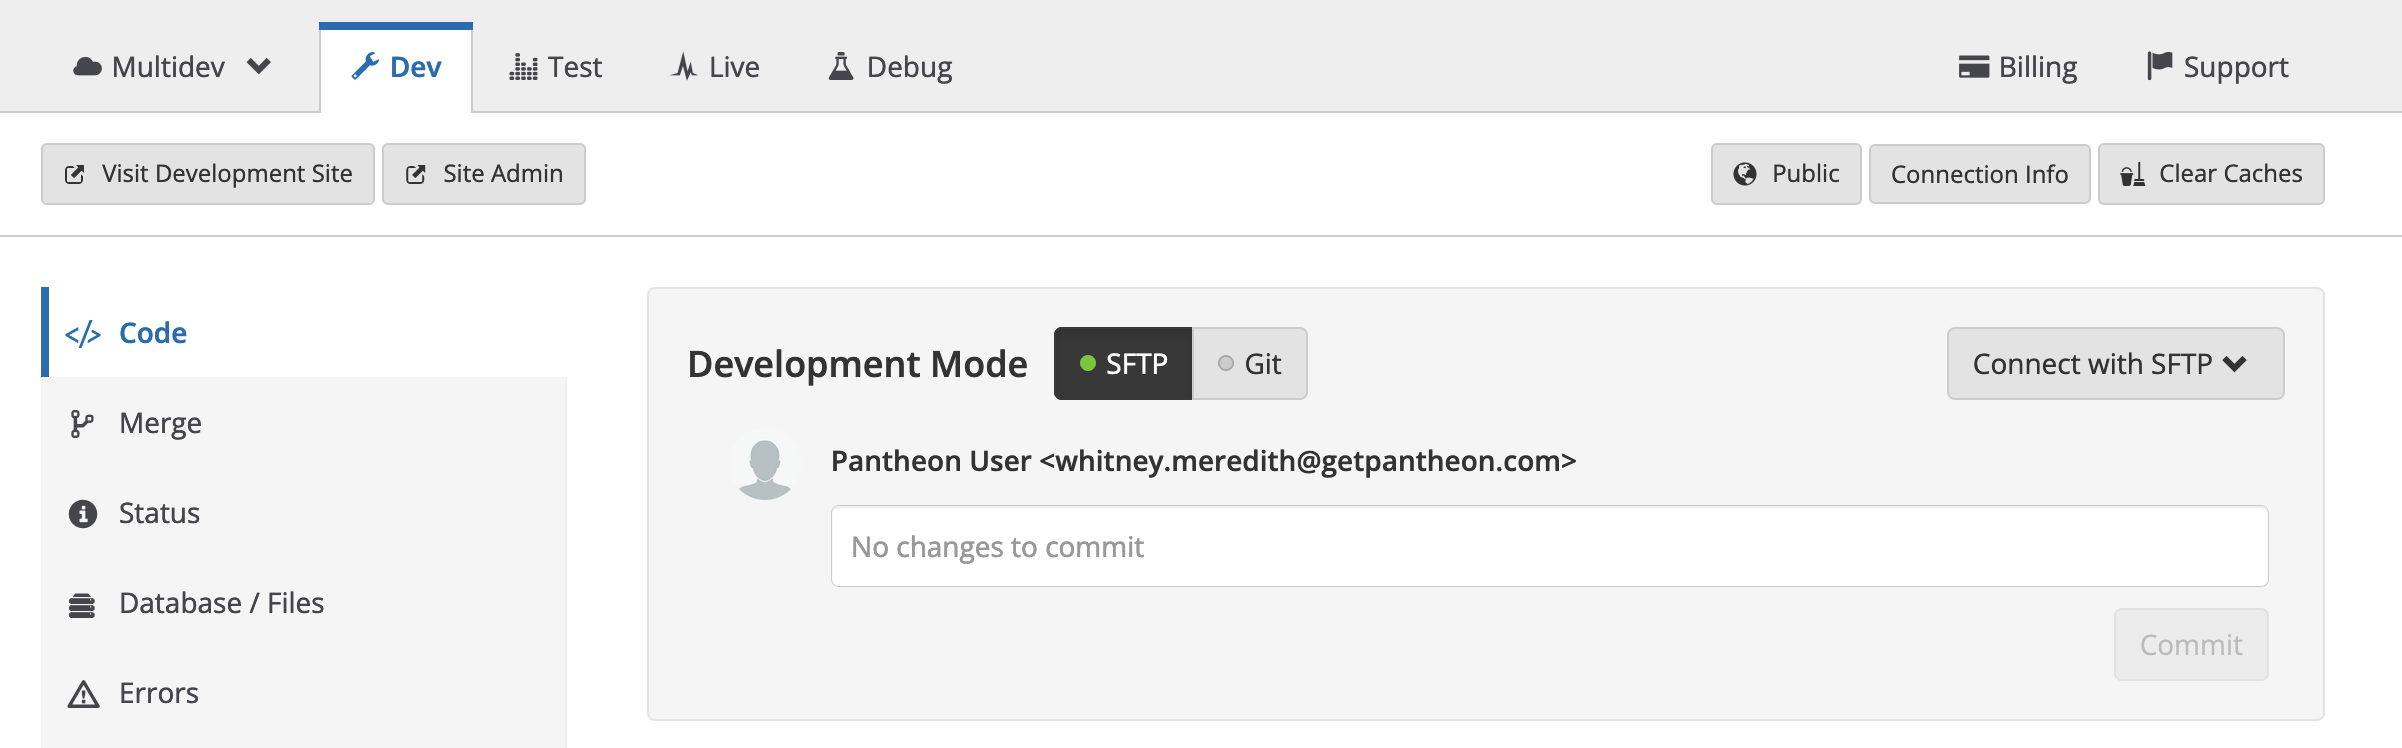 Multidev Dev Test Live Debug Billing Support
Visit Development Site Site Admin Public Connection Info Clear Caches
Code
Merge
Status
Database / Files
Errors
Development Mode SFTP Git Connect with SFTP
Pantheon User <whitney.meredith@getpantheon.com>
No changes to commit
Commit